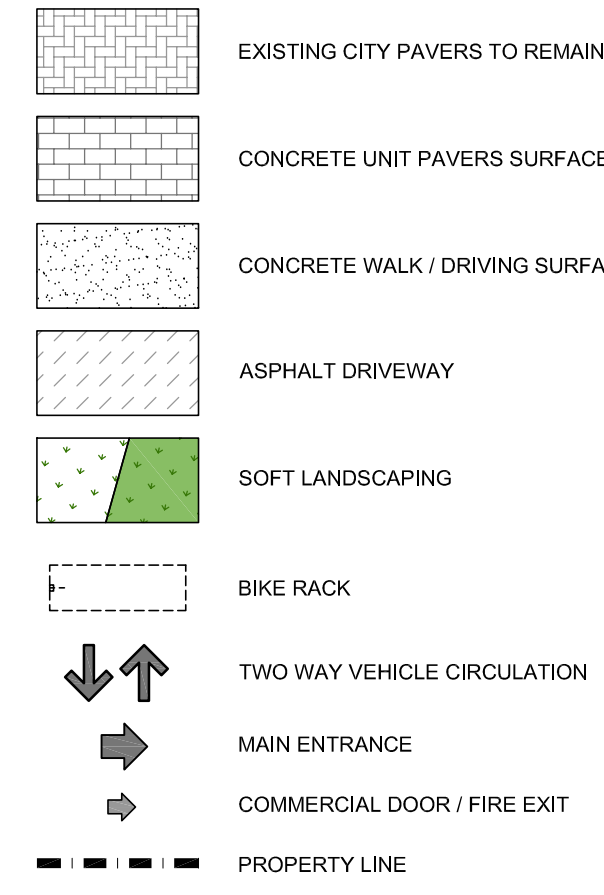 EXISTING CITY PAVERS TO REMAIN
CONCRETE UNIT PAVERS SURFACE
CONCRETE WALK / DRIVING SURFA
ASPHALT DRIVEWAY
SOFT LANDSCAPING
BIKE RACK
TWO WAY VEHICLE CIRCULATION
MAIN ENTRANCE
COMMERCIAL DOOR / FIRE EXIT
PROPERTY LINE